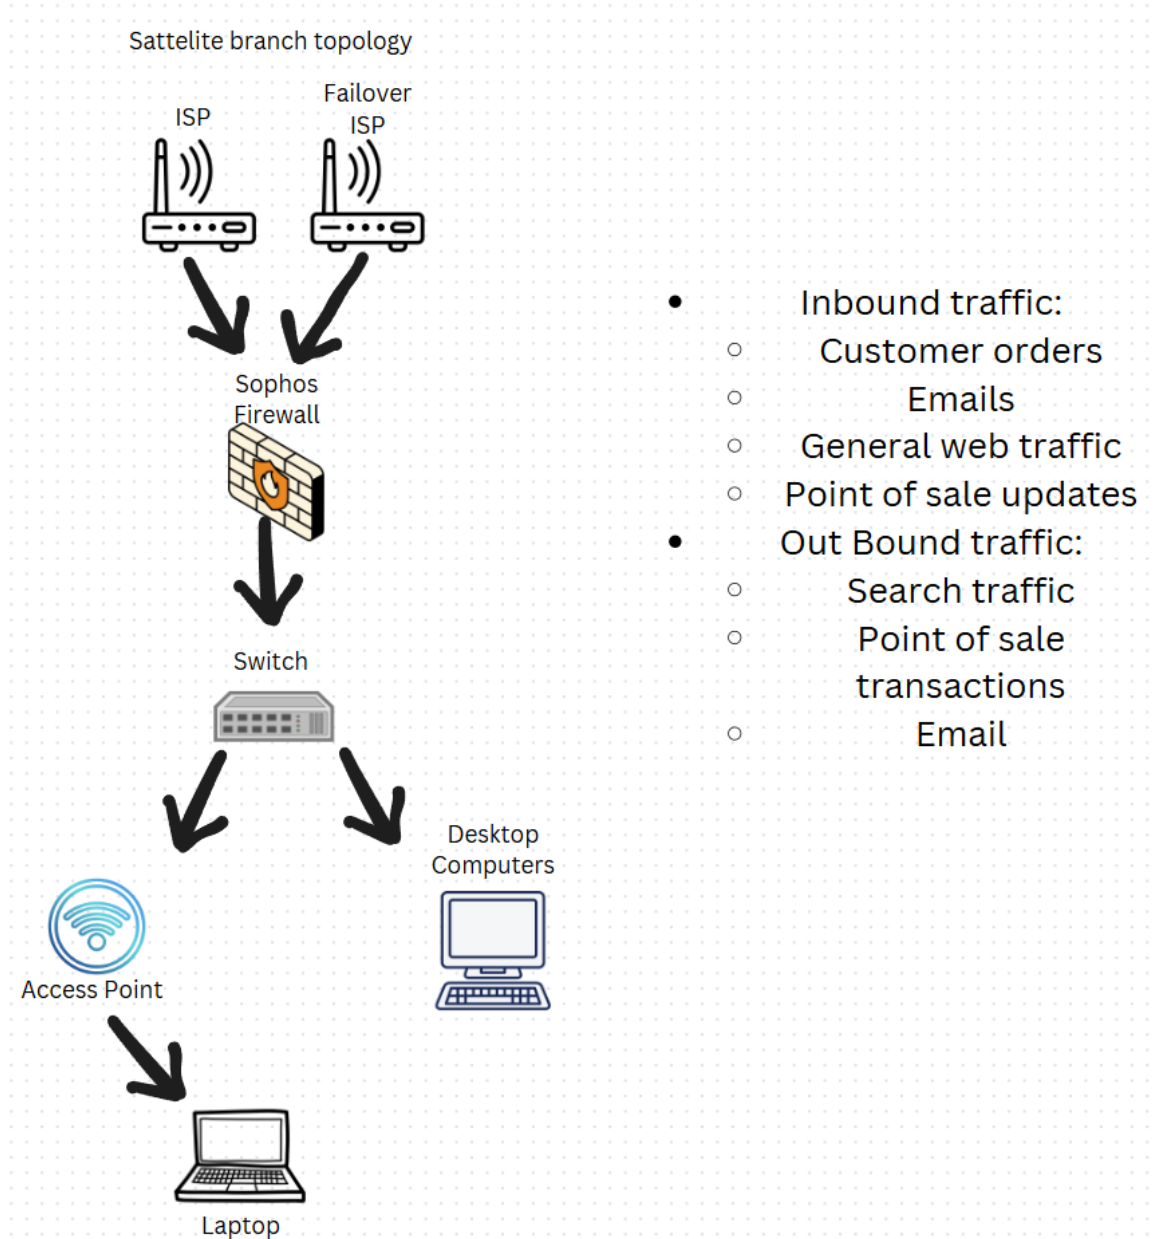 Sattelite branch topology
ISP
Failover
ISP
Sophos
Firewall
Switch
Desktop
Computers
Access Point
Laptop
• Inbound traffic:
○ Customer orders
○ Emails
○ General web traffic
○ Point of sale updates
• Out Bound traffic:
○ Search traffic
○ Point of sale
transactions
○ Email